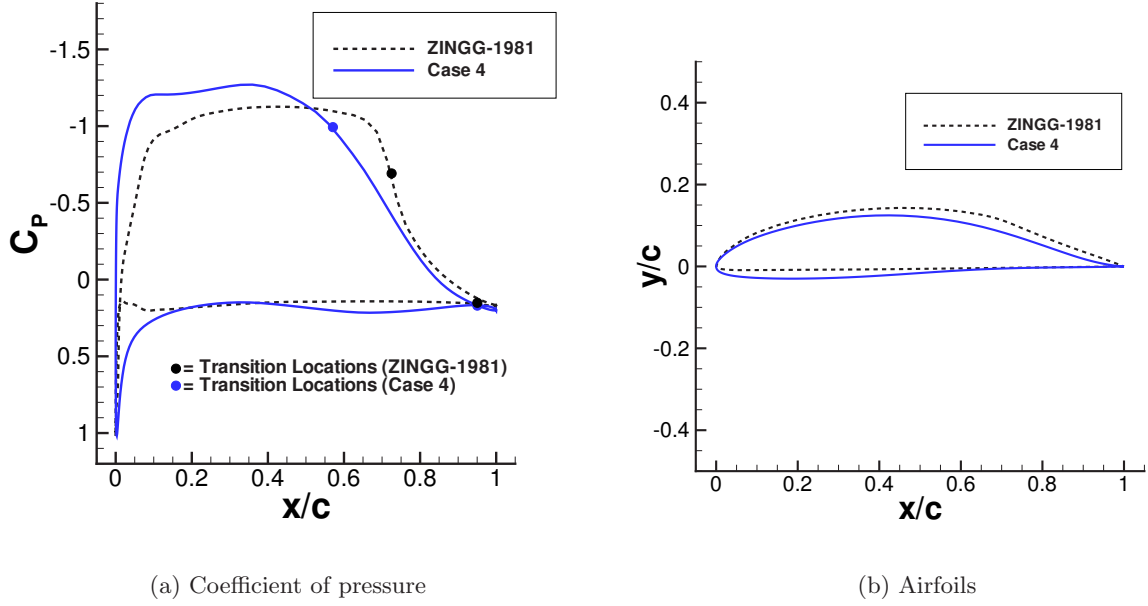 -1.5
-1
-0.5
0
0.5
1
C_P
0 0.2 0.4 0.6 0.8 1
x/c
ZINGG-1981
Case 4
= Transition Locations (ZINGG-1981)
= Transition Locations (Case 4)
(a) Coefficient of pressure
0.4
0.2
0
-0.2
-0.4
y/c
0 0.2 0.4 0.6 0.8 1
x/c
ZINGG-1981
Case 4
(b) Airfoils